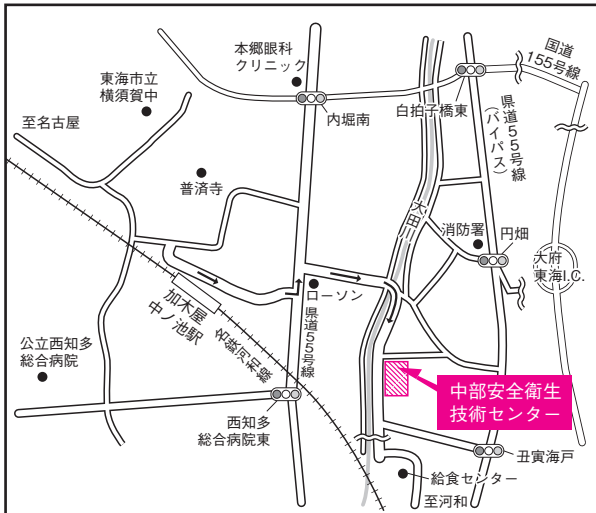 本郷眼科
クリニック
国道
155号線
東海市立
横須賀中
至名古屋
内堀南
白拍子橋東
県道55号線
(バイパス)
普済寺
大田川
消防署
円畑
大府
東海I.C.
加木屋
中ノ池駅
ローソン
名鉄河和線
県道55号線
公立西知多
総合病院
中部安全衛生
技術センター
西知多
総合病院東
丑寅海戸
給食センター
至河和